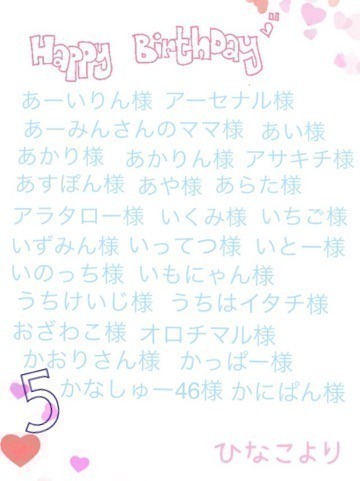 Happy Birthday
あーいりん様 アーセナル様
あーみんさんのママ様 あい様
あかり様 あかりん様 アサキチ様
あすぽん様 あや様 あらた様
アラタロー様 いくみ様 いちご様
いずみん様 いってつ様 いとー様
いのっち様 いもにゃん様
うちけいじ様 うちはイタチ様
おざわこ様 オロチマル様
かおりさん様 かっぱー様
かなしゅー46様 かにぱん様
5
ひなこより